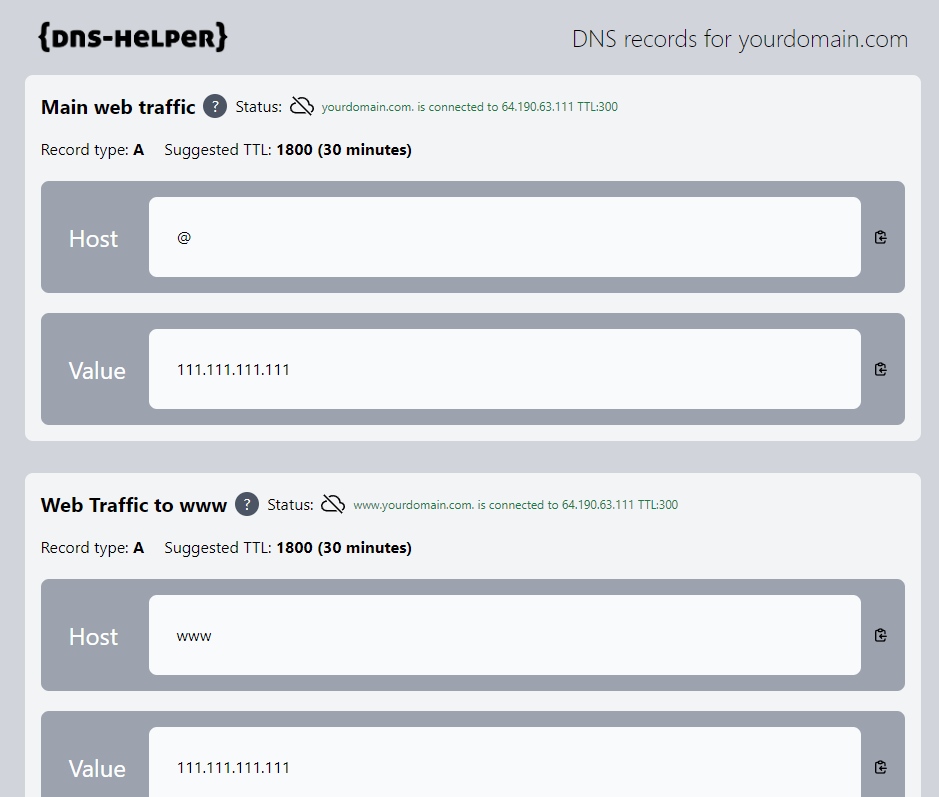 {DNS-HELPER}
DNS records for yourdomain.com
Main web traffic ? Status: yourdomain.com. is connected to 64.190.63.111 TTL:300
Record type: A Suggested TTL: 1800 (30 minutes)
Host @
Value 111.111.111.111
Web Traffic to www ? Status: www.yourdomain.com. is connected to 64.190.63.111 TTL:300
Record type: A Suggested TTL: 1800 (30 minutes)
Host www
Value 111.111.111.111